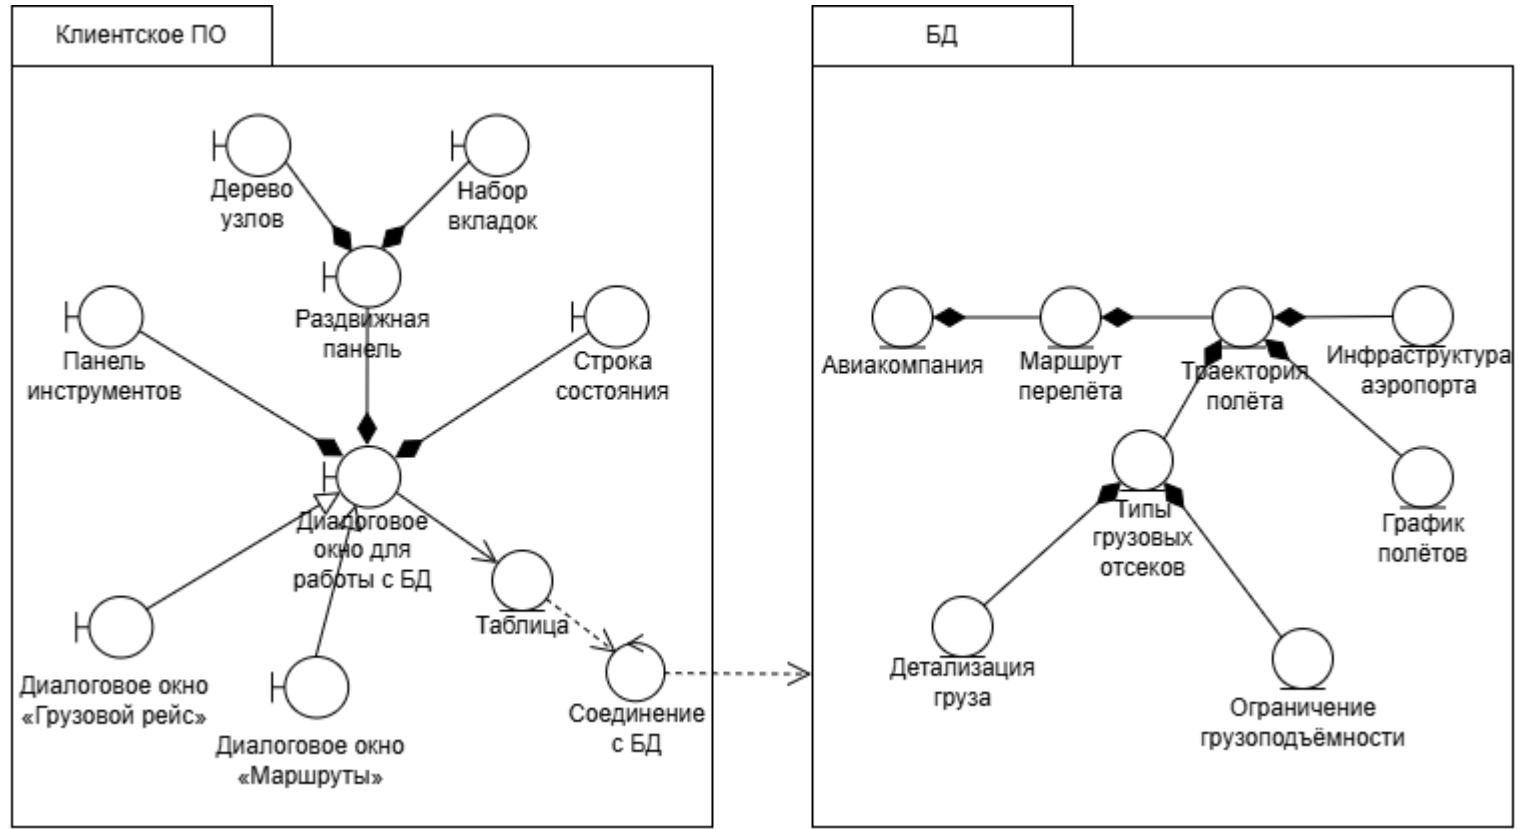 Клиентское ПО
Дерево
узлов
Набор
вкладок
Раздвижная
панель
Панель
инструментов
Строка
состояния
Диалоговое
окно для
работы с БД
Таблица
Диалоговое окно
«Грузовой рейс»
Диалоговое окно
«Маршруты»
Соединение
с БД
БД
Авиакомпания
Маршрут
перелёта
Траектория
полёта
Инфраструктура
аэропорта
Типы
грузовых
отсеков
График
полётов
Детализация
груза
Ограничение
грузоподъёмности